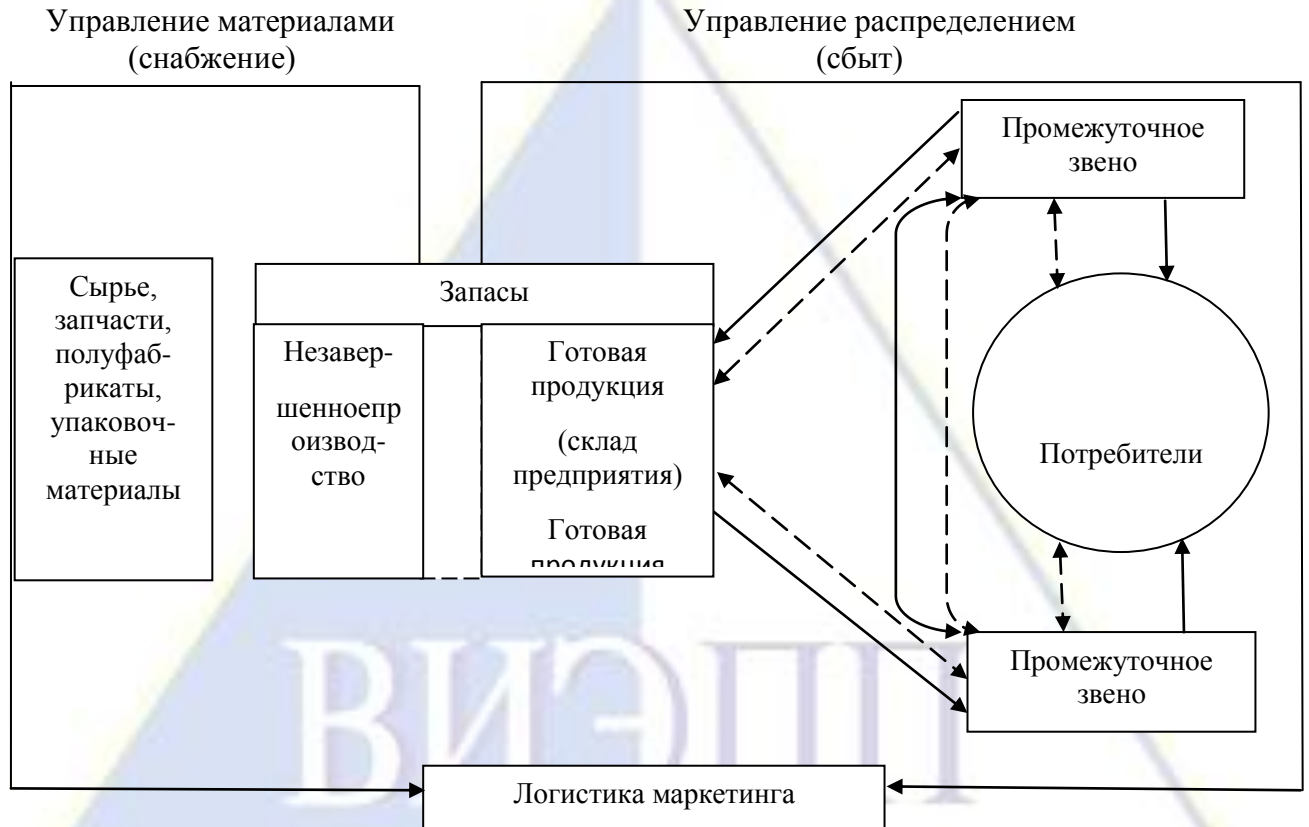 Управление материалами
(снабжение)
Управление распределением
(сбыт)
Промежуточное
звено
Сырье,
запчасти,
полуфаб-
рикаты,
упаковоч-
ные
материалы
Запасы
Незавер-
шенноепр
оизвод-
ство
Готовая
продукция
(склад
предприятия)
Готовая
продукция
Потребители
Промежуточное
звено
ВИЭПП
Логистика маркетинга